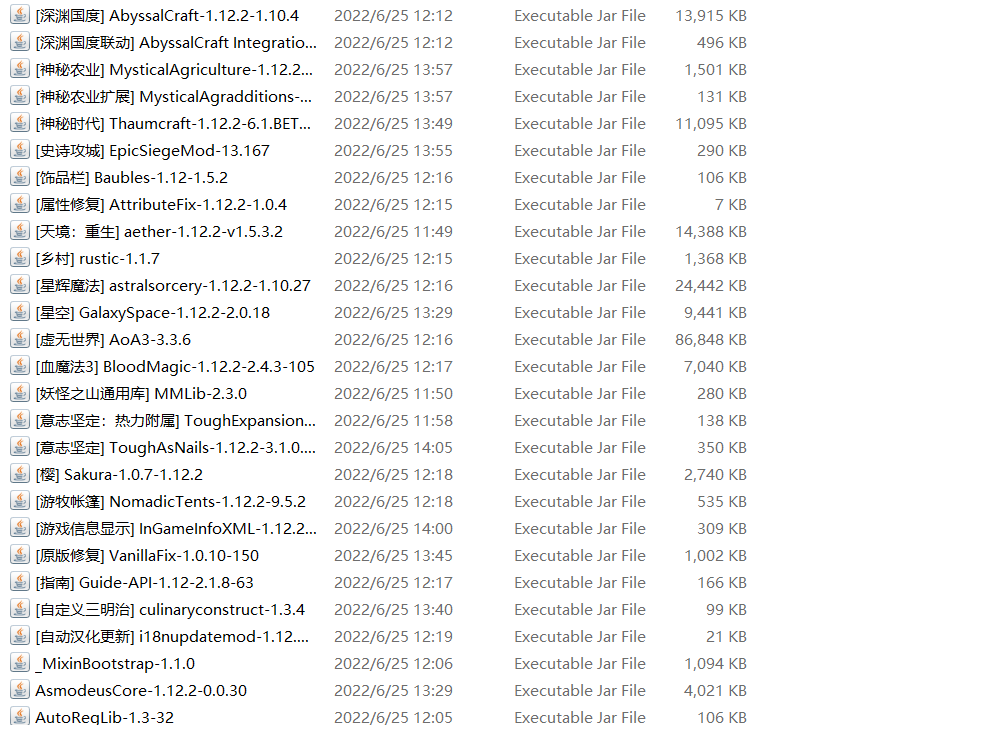 [深渊国度] AbyssalCraft-1.12.2-1.10.4 2022/6/25 12:12 Executable Jar File 13,915 KB
[深渊国度联动] AbyssalCraft Integratio... 2022/6/25 12:12 Executable Jar File 496 KB
[神秘农业] MysticalAgriculture-1.12.2... 2022/6/25 13:57 Executable Jar File 1,501 KB
[神秘农业扩展] MysticalAgradditions-... 2022/6/25 13:57 Executable Jar File 131 KB
[神秘时代] Thaumcraft-1.12.2-6.1.BET... 2022/6/25 13:49 Executable Jar File 11,095 KB
[史诗攻城] EpicSiegeMod-13.167 2022/6/25 13:55 Executable Jar File 290 KB
[饰品栏] Baubles-1.12-1.5.2 2022/6/25 12:16 Executable Jar File 106 KB
[属性修复] AttributeFix-1.12.2-1.0.4 2022/6/25 12:15 Executable Jar File 7 KB
[天境：重生] aether-1.12.2-v1.5.3.2 2022/6/25 11:49 Executable Jar File 14,388 KB
[乡村] rustic-1.1.7 2022/6/25 12:15 Executable Jar File 1,368 KB
[星辉魔法] astralsorcery-1.12.2-1.10.27 2022/6/25 12:16 Executable Jar File 24,442 KB
[星空] GalaxySpace-1.12.2-2.0.18 2022/6/25 13:29 Executable Jar File 9,441 KB
[虚无世界] AoA3-3.3.6 2022/6/25 12:16 Executable Jar File 86,848 KB
[血魔法3] BloodMagic-1.12.2-2.4.3-105 2022/6/25 12:17 Executable Jar File 7,040 KB
[妖怪之山通用库] MMLib-2.3.0 2022/6/25 11:50 Executable Jar File 280 KB
[意志坚定：热力附属] ToughExpansion... 2022/6/25 11:58 Executable Jar File 138 KB
[意志坚定] ToughAsNails-1.12.2-3.1.0.... 2022/6/25 14:05 Executable Jar File 350 KB
[樱] Sakura-1.0.7-1.12.2 2022/6/25 12:18 Executable Jar File 2,740 KB
[游牧帐篷] NomadicTents-1.12.2-9.5.2 2022/6/25 12:18 Executable Jar File 535 KB
[游戏信息显示] InGameInfoXML-1.12.2... 2022/6/25 14:00 Executable Jar File 309 KB
[原版修复] VanillaFix-1.0.10-150 2022/6/25 13:45 Executable Jar File 1,002 KB
[指南] Guide-API-1.12-2.1.8-63 2022/6/25 12:17 Executable Jar File 166 KB
[自定义三明治] culinaryconstruct-1.3.4 2022/6/25 13:40 Executable Jar File 99 KB
[自动汉化更新] i18nupdatemod-1.12.... 2022/6/25 12:19 Executable Jar File 21 KB
_MixinBootstrap-1.1.0 2022/6/25 12:06 Executable Jar File 1,094 KB
AsmodeusCore-1.12.2-0.0.30 2022/6/25 13:29 Executable Jar File 4,021 KB
AutoRegLib-1.3-32 2022/6/25 12:05 Executable Jar File 106 KB